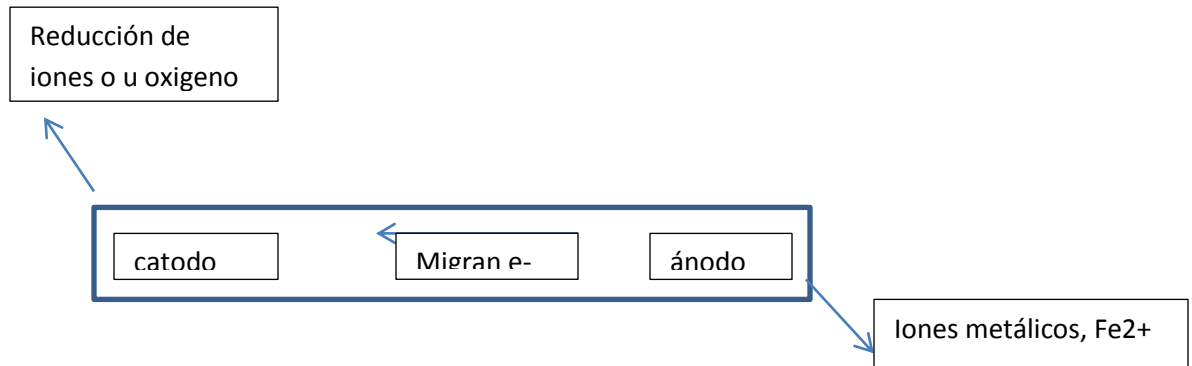 Reducción de
iones o u oxigeno
catodo
Migran e-
ánodo
Iones metálicos, Fe2+